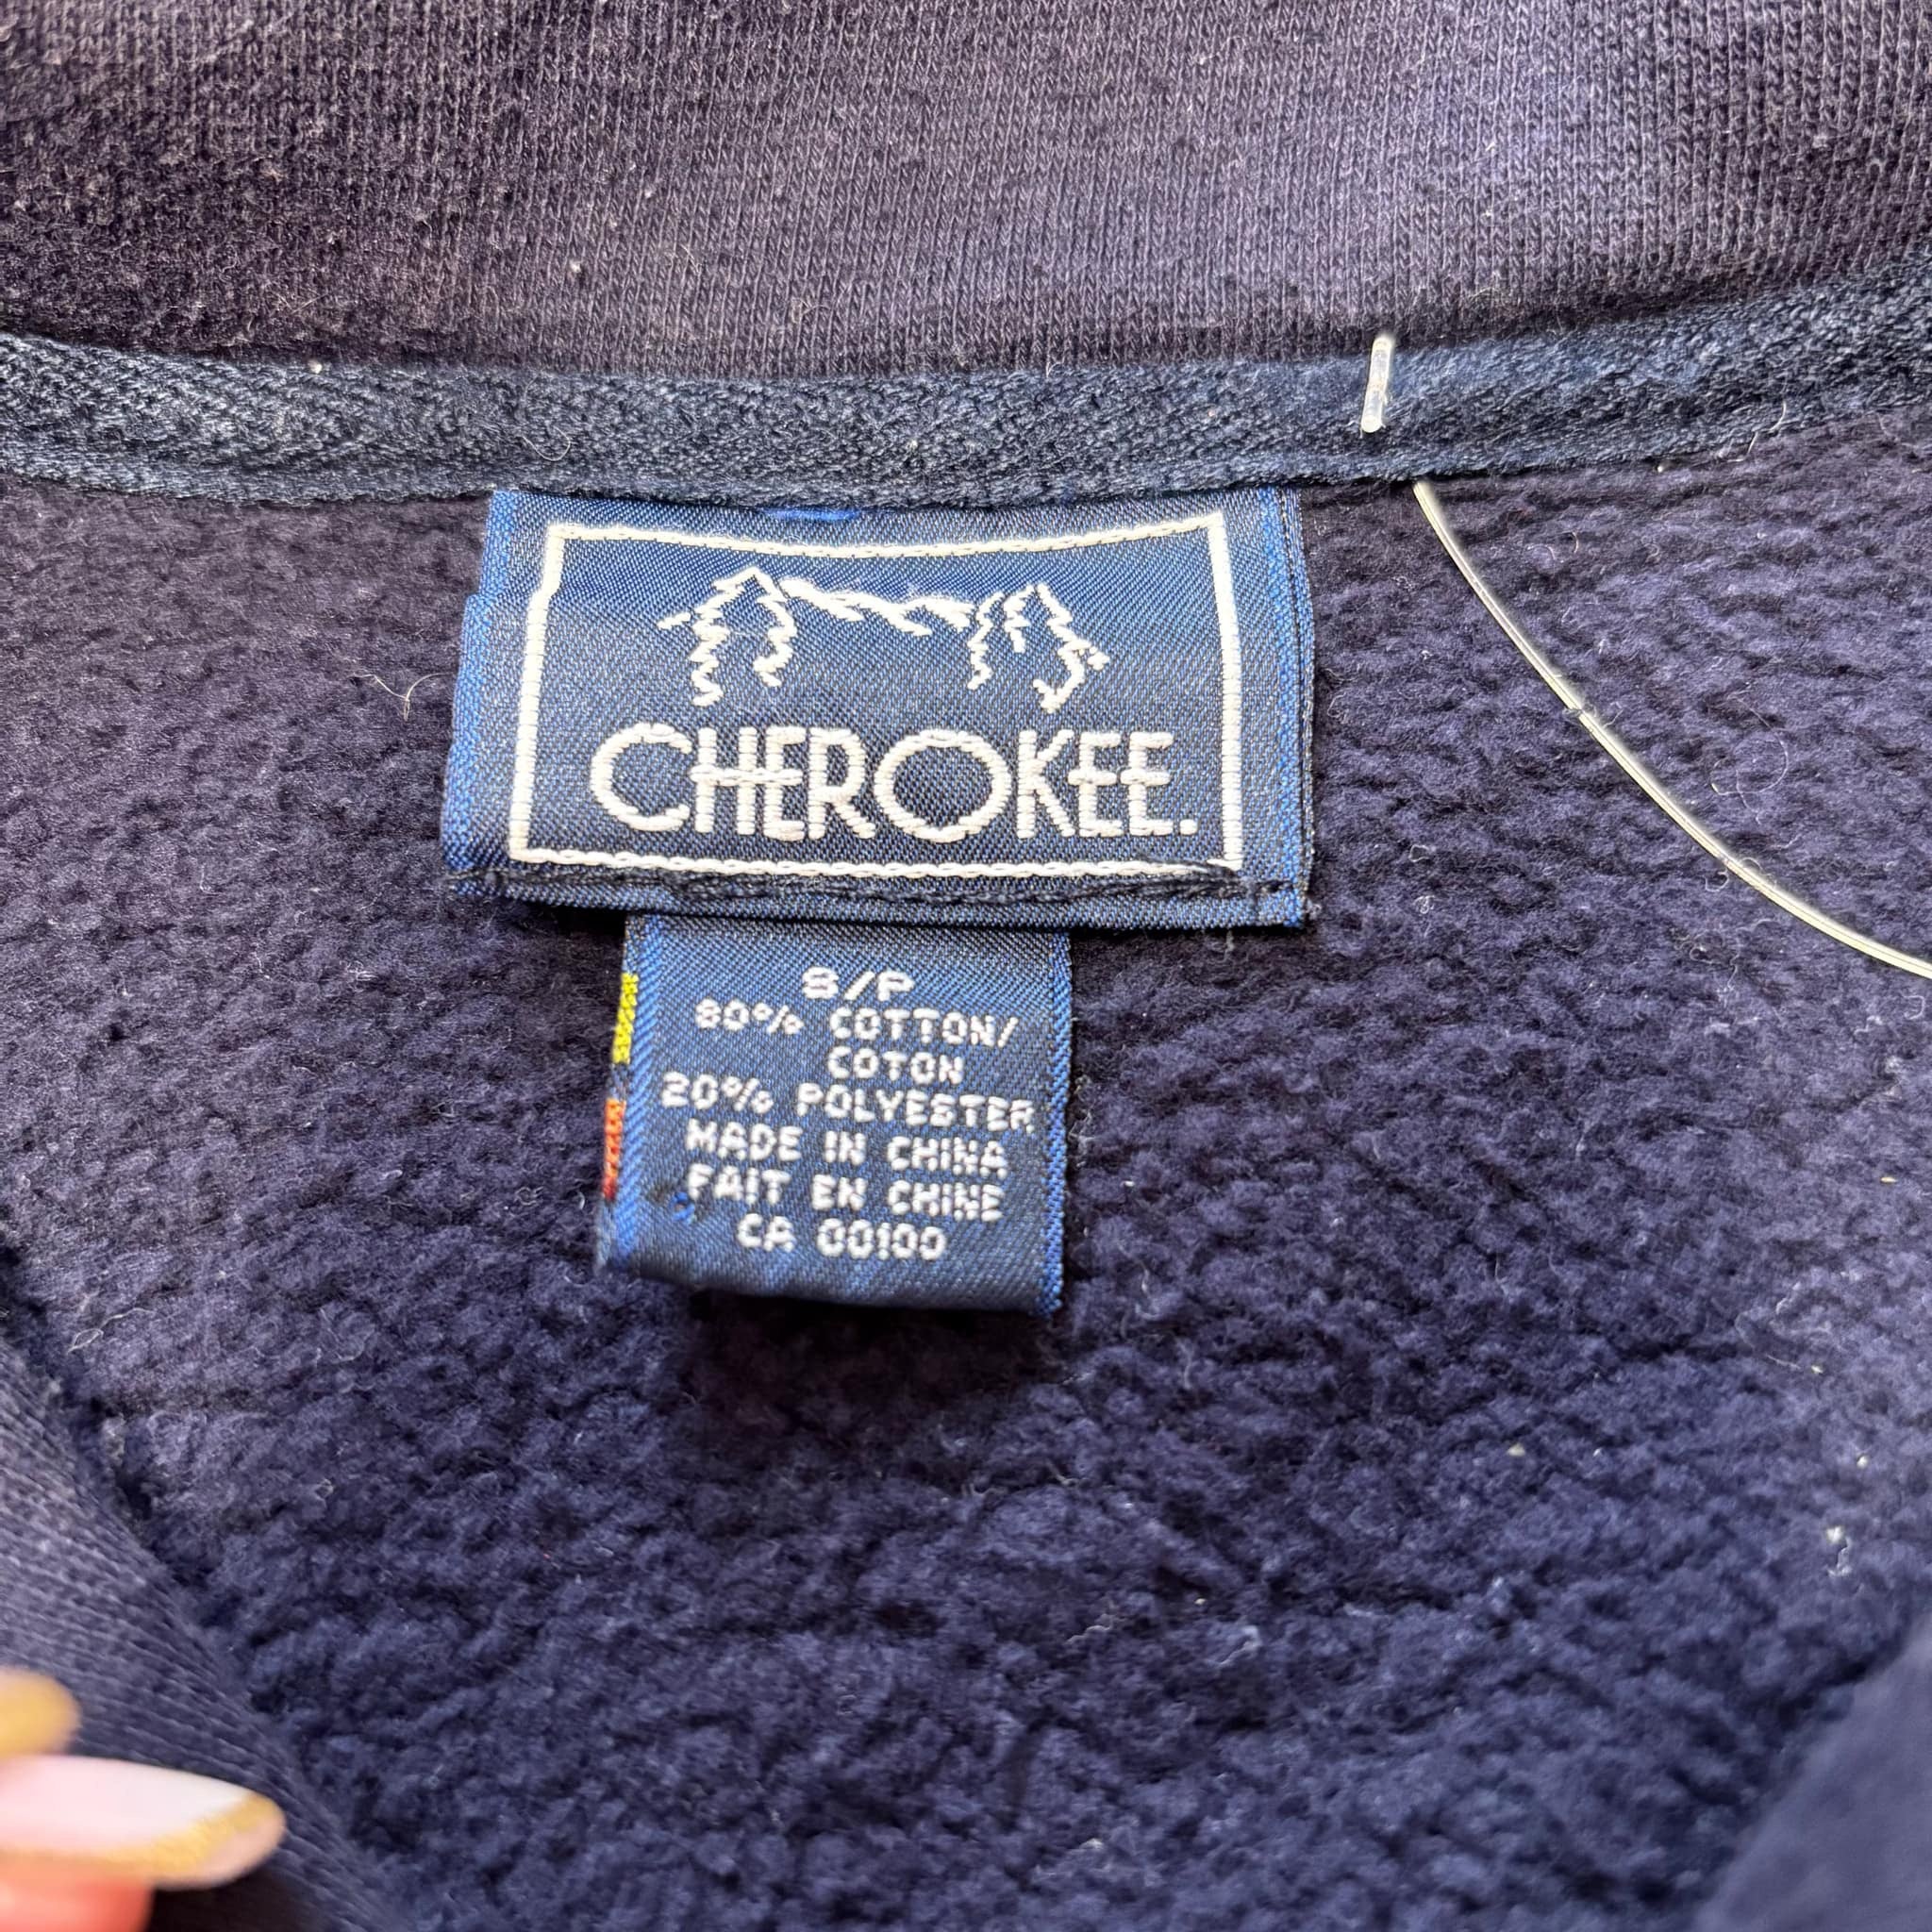 CHEROKEE.
S/P
80% COTTON/
COTON
20% POLYESTER
MADE IN CHINA
FAIT EN CHINE
CA 00100